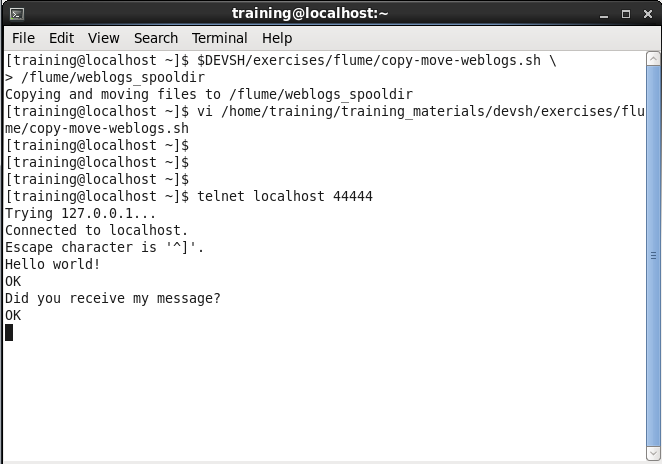 training@localhost:~
File Edit View Search Terminal Help
[training@localhost ~]$ $DEVSH/exercises/flume/copy-move-weblogs.sh \
> /flume/weblogs_spooldir
Copying and moving files to /flume/weblogs_spooldir
[training@localhost ~]$ vi /home/training/training_materials/devsh/exercises/flu
me/copy-move-weblogs.sh
[training@localhost ~]$
[training@localhost ~]$
[training@localhost ~]$
[training@localhost ~]$ telnet localhost 44444
Trying 127.0.0.1...
Connected to localhost.
Escape character is '^]'.
Hello world!
OK
Did you receive my message?
OK